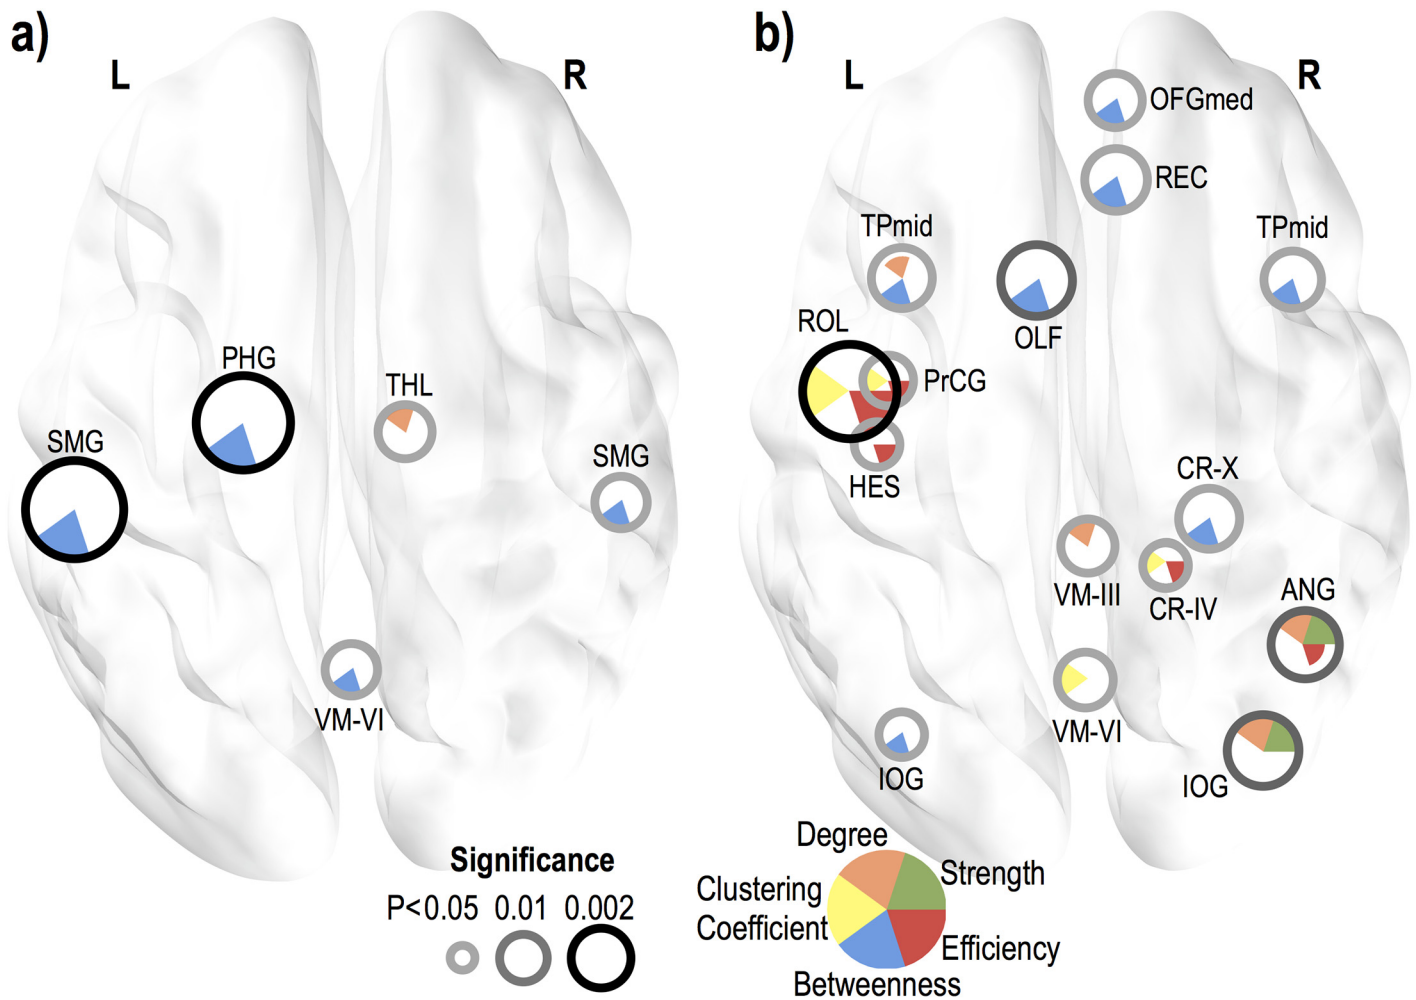 a)
L
R
PHG
THL
SMG
SMG
VM-VI
Significance
P<0.05 0.01 0.002
b)
L
R
OFGmed
REC
TPmid
TPmid
OLF
ROL
PrCG
HES
CR-X
VM-III
CR-IV
ANG
VM-VI
IOG
IOG
Degree
Strength
Clustering
Coefficient
Efficiency
Betweenness